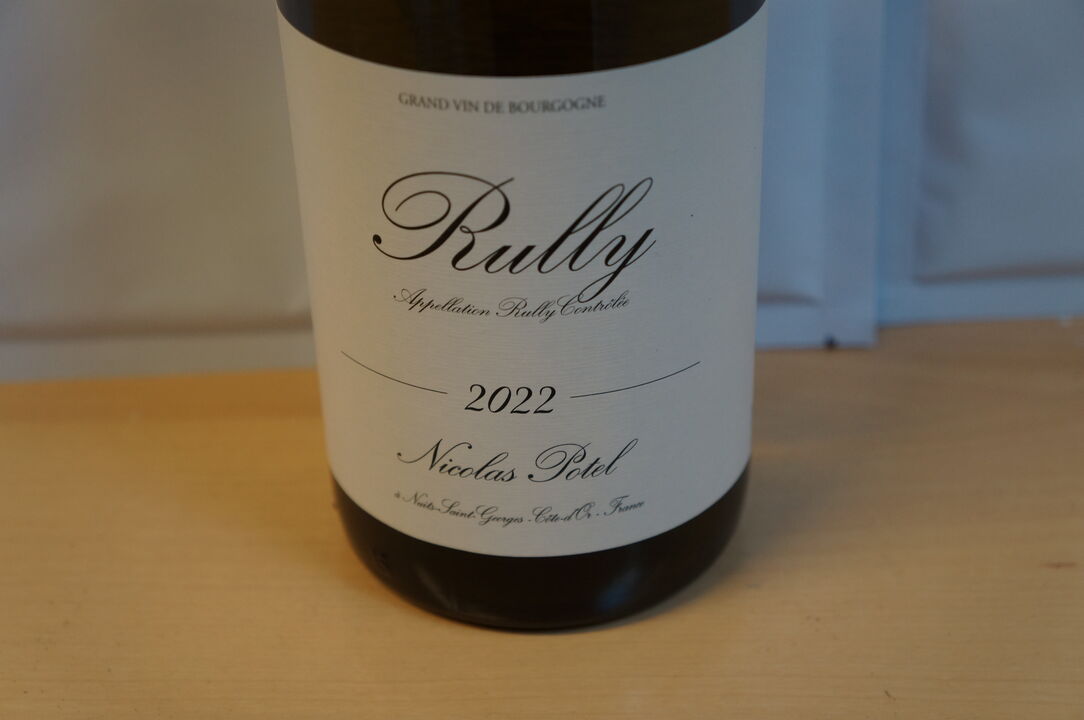 GRAND VIN DE BOURGOGNE
Rully
Appellation Rully Contrôlée
2022
Nicolas Potel
à Nuits-Saint-Georges - Côte-d'Or - France